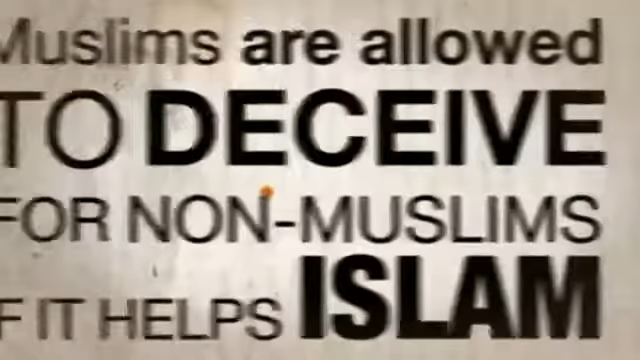 Muslims are allowed
TO DECEIVE
FOR NON-MUSLIMS
F IT HELPS ISLAM